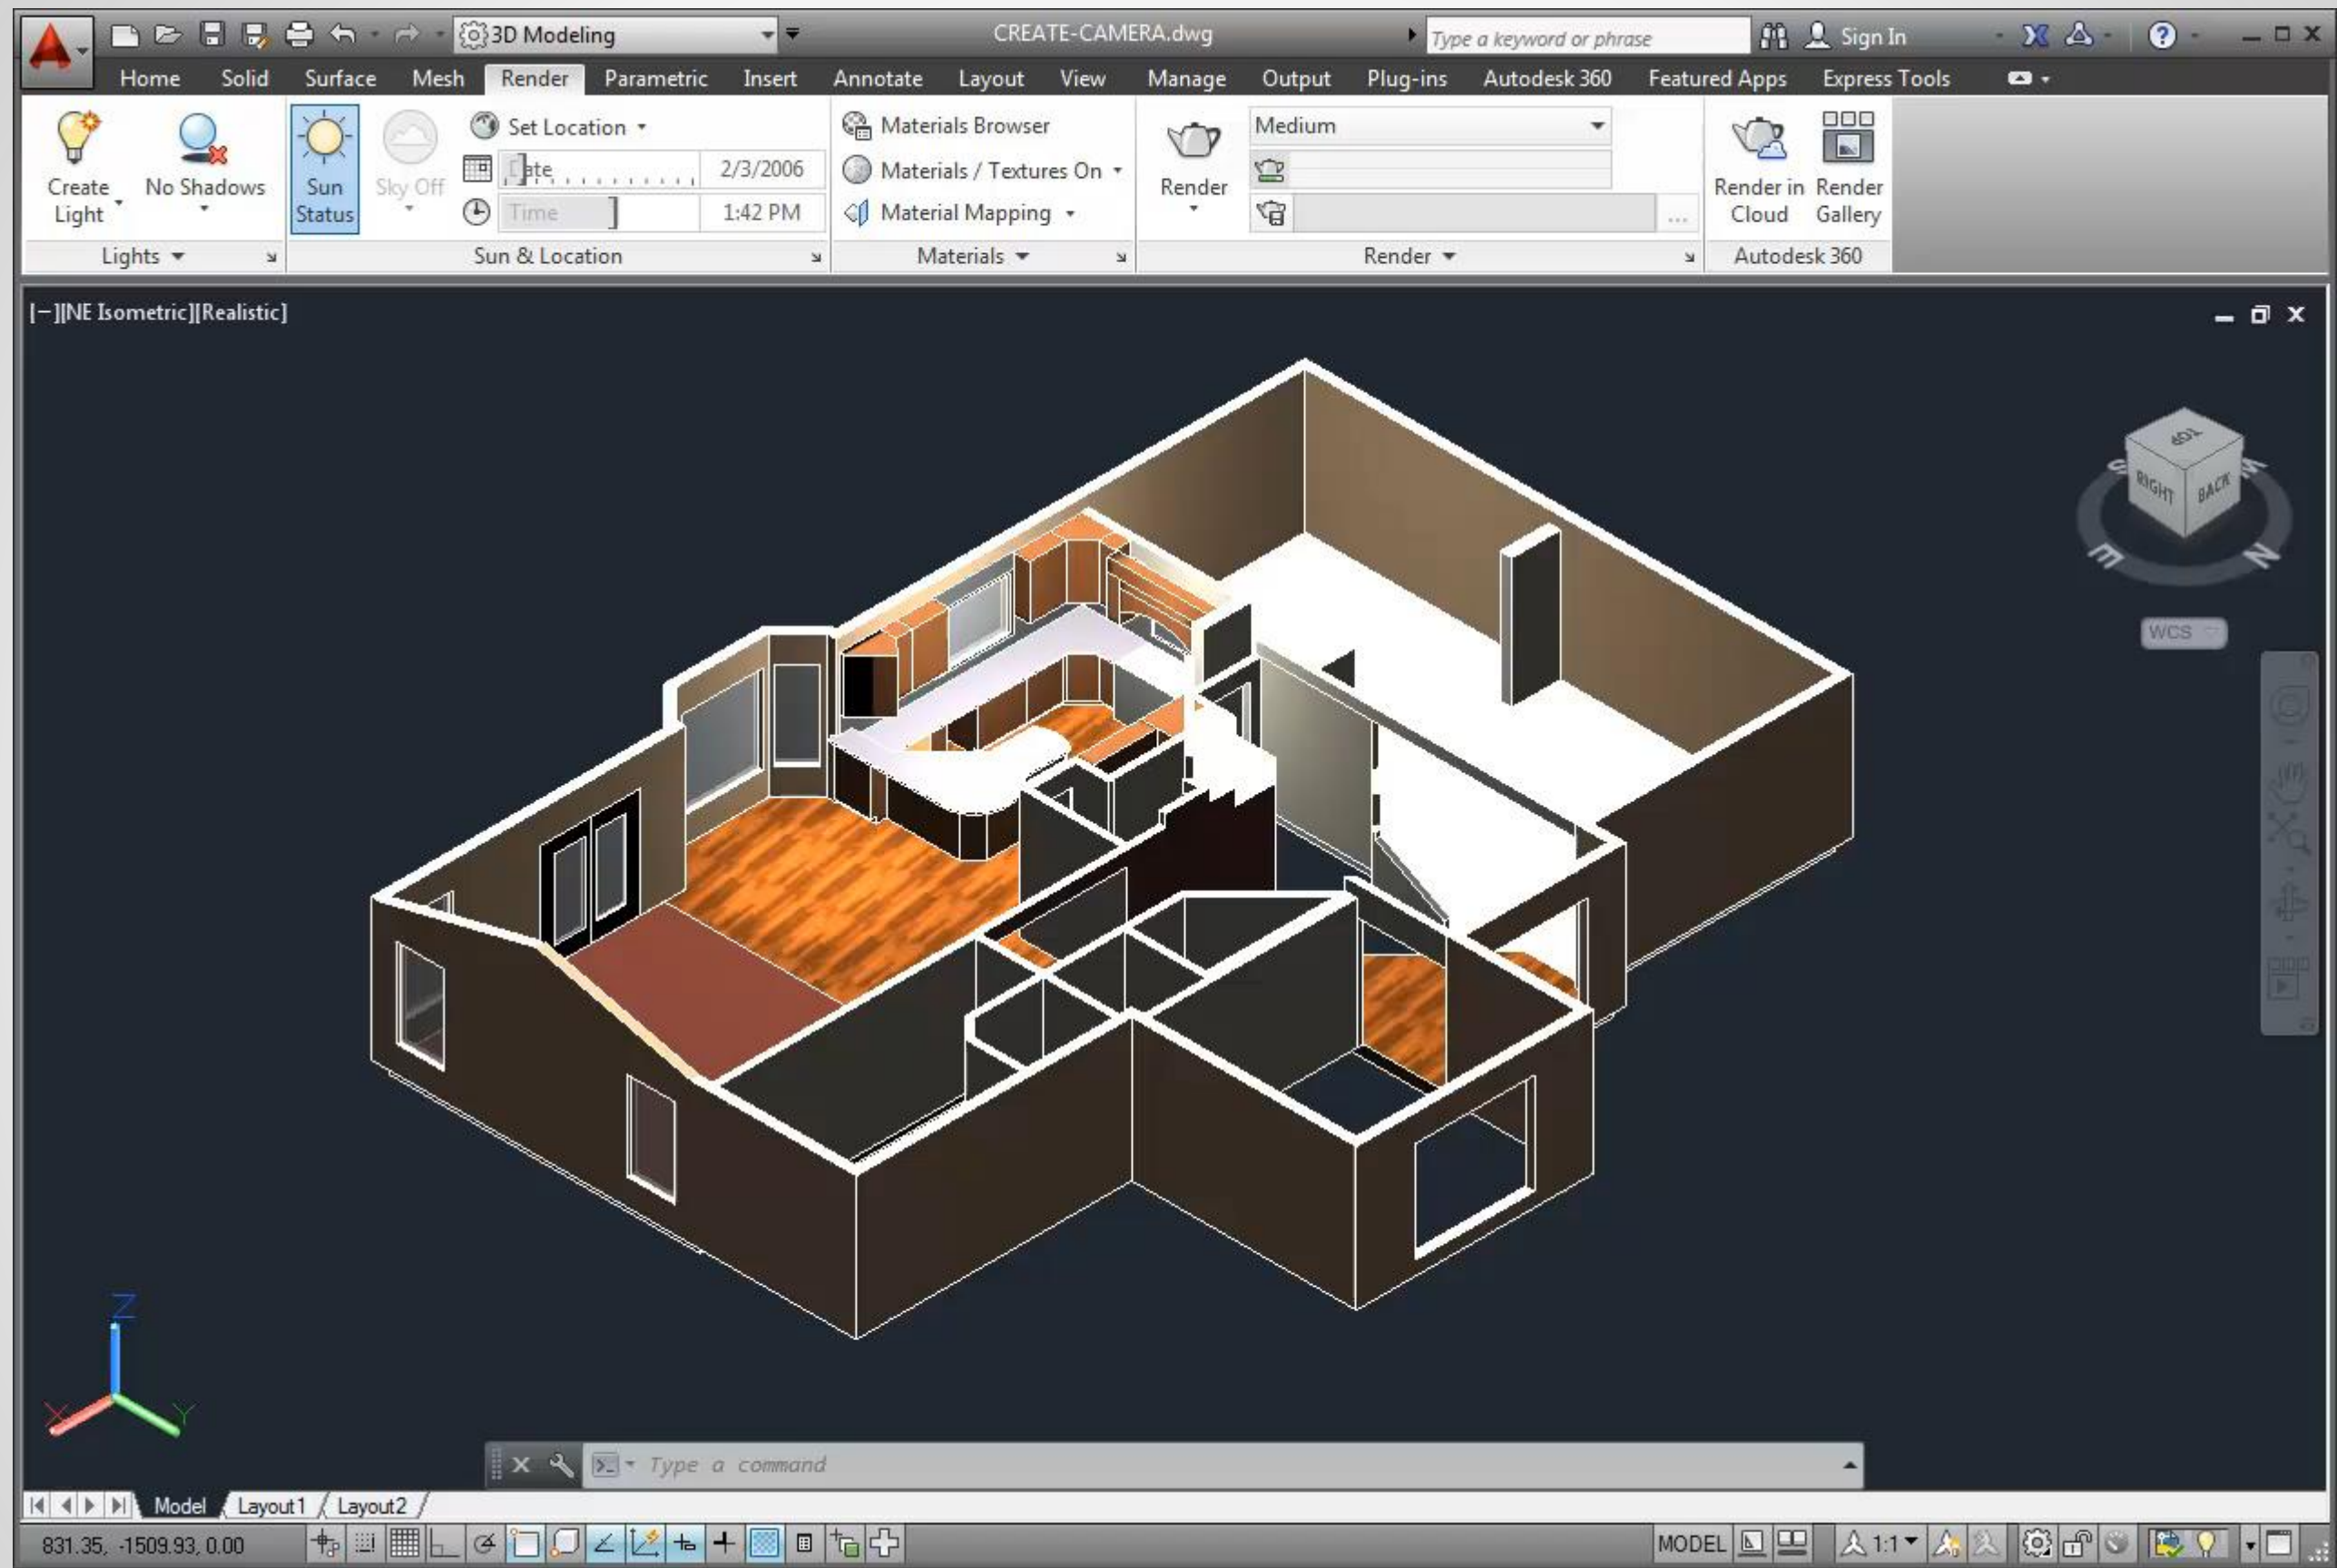 3D Modeling CREATE-CAMERA.dwg Type a keyword or phrase Sign In
Home Solid Surface Mesh Render Parametric Insert Annotate Layout View Manage Output Plug-ins Autodesk 360 Featured Apps Express Tools
Create Light
No Shadows
Sun Status
Sky Off
Set Location
Date 2/3/2006
Time 1:42 PM
Materials Browser
Materials / Textures On
Material Mapping
Render
Medium
Render in Cloud
Render Gallery
Lights Sun & Location Materials Render Autodesk 360
[−][NE Isometric][Realistic]
TOP
RIGHT BACK
S W
E N
WCS
Z
X Y
Type a command
Model Layout1 Layout2
831.35, -1509.93, 0.00 MODEL 1:1